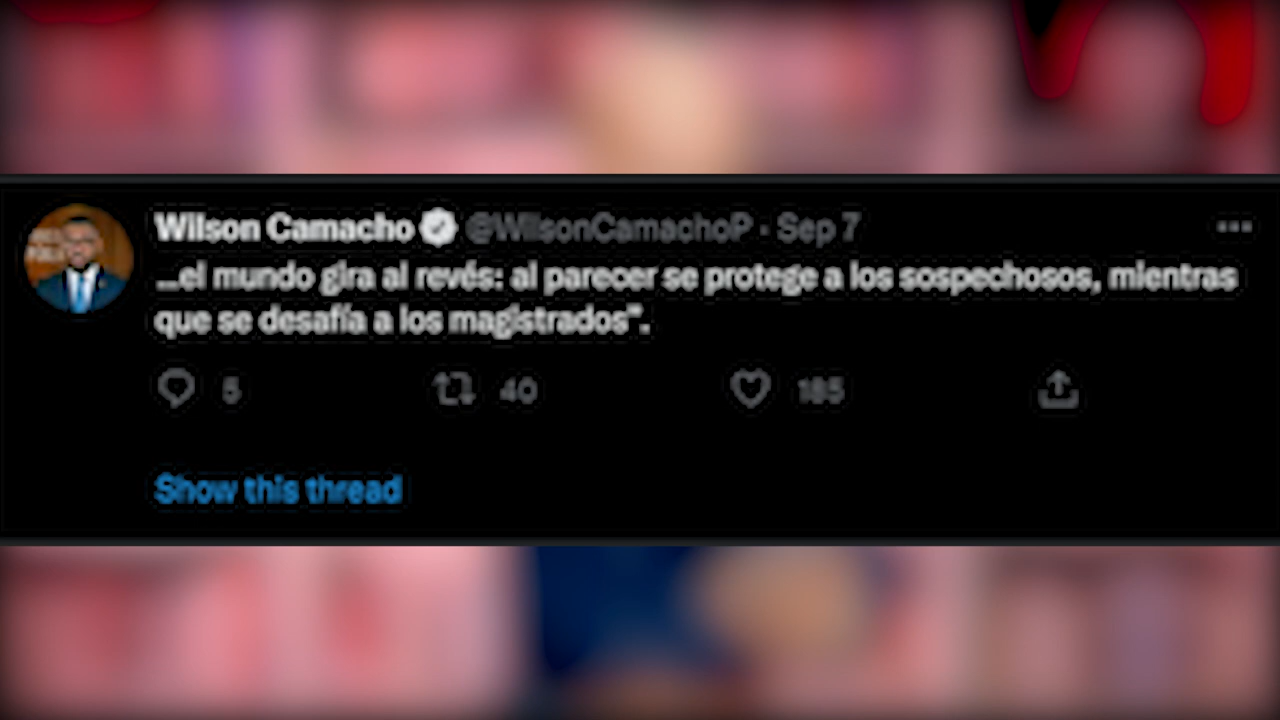 Wilson Camacho @WilsonCamachoP · Sep 7
...el mundo gira al revés: al parecer se protege a los sospechosos, mientras
que se desafía a los magistrados".
5 40 185
Show this thread